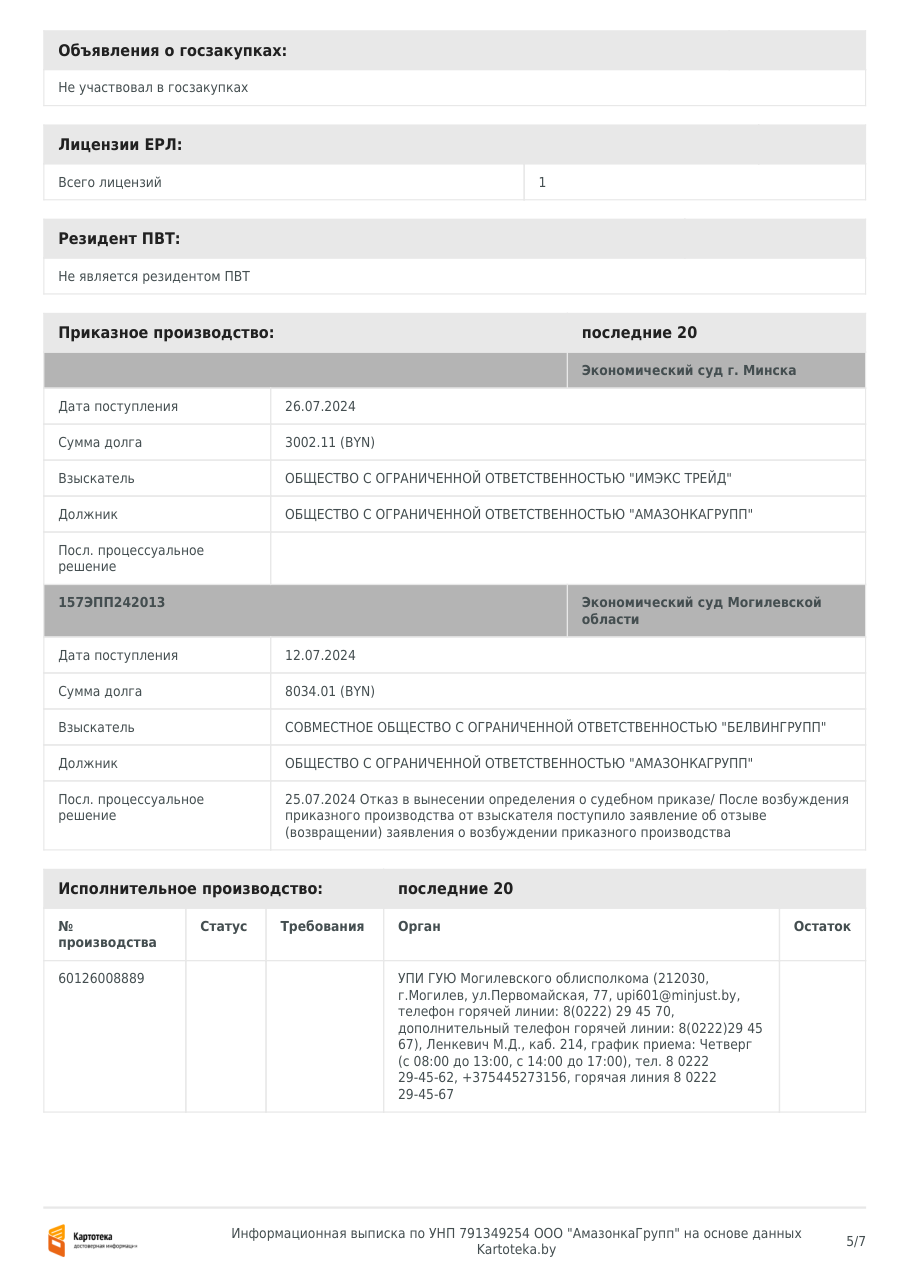 Объявления о госзакупках:
Не участвовал в госзакупках
Лицензии ЕРЛ:
Всего лицензий 1
Резидент ПВТ:
Не является резидентом ПВТ
Приказное производство: последние 20
Экономический суд г. Минска
Дата поступления 26.07.2024
Сумма долга 3002.11 (BYN)
Взыскатель ОБЩЕСТВО С ОГРАНИЧЕННОЙ ОТВЕТСТВЕННОСТЬЮ "ИМЭКС ТРЕЙД"
Должник ОБЩЕСТВО С ОГРАНИЧЕННОЙ ОТВЕТСТВЕННОСТЬЮ "АМАЗОНКАГРУПП"
Посл. процессуальное
решение
157ЭПП242013 Экономический суд Могилевской
области
Дата поступления 12.07.2024
Сумма долга 8034.01 (BYN)
Взыскатель СОВМЕСТНОЕ ОБЩЕСТВО С ОГРАНИЧЕННОЙ ОТВЕТСТВЕННОСТЬЮ "БЕЛВИНГРУПП"
Должник ОБЩЕСТВО С ОГРАНИЧЕННОЙ ОТВЕТСТВЕННОСТЬЮ "АМАЗОНКАГРУПП"
Посл. процессуальное
решение
25.07.2024 Отказ в вынесении определения о судебном приказе/ После возбуждения
приказного производства от взыскателя поступило заявление об отзыве
(возвращении) заявления о возбуждении приказного производства
Исполнительное производство: последние 20
№
производства
Статус
Требования
Орган
Остаток
60126008889
УПИ ГУЮ Могилевского облисполкома (212030,
г.Могилев, ул.Первомайская, 77, upi601@minjust.by,
телефон горячей линии: 8(0222) 29 45 70,
дополнительный телефон горячей линии: 8(0222)29 45
67), Ленкевич М.Д., каб. 214, график приема: Четверг
(с 08:00 до 13:00, с 14:00 до 17:00), тел. 8 0222
29-45-62, +375445273156, горячая линия 8 0222
29-45-67
Картотека
достоверная информация
Информационная выписка по УНП 791349254 ООО "АмазонкаГрупп" на основе данных
Kartoteka.by
5/7